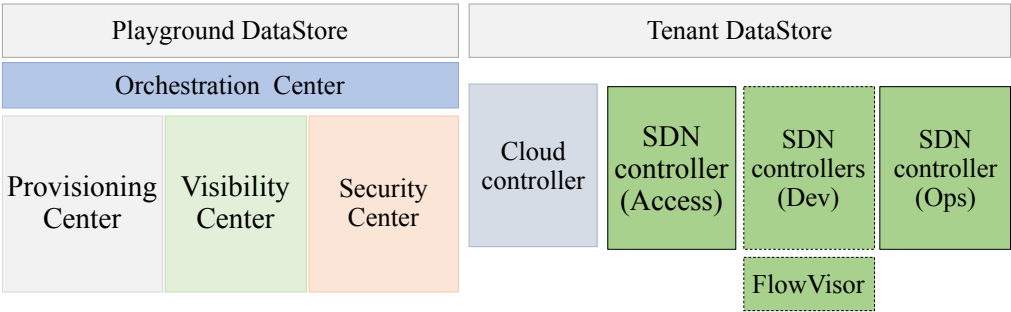 Playground DataStore
Orchestration Center
Provisioning
Center
Visibility
Center
Security
Center
Tenant DataStore
Cloud
controller
SDN
controller
(Access)
SDN
controllers
(Dev)
SDN
controller
(Ops)
FlowVisor